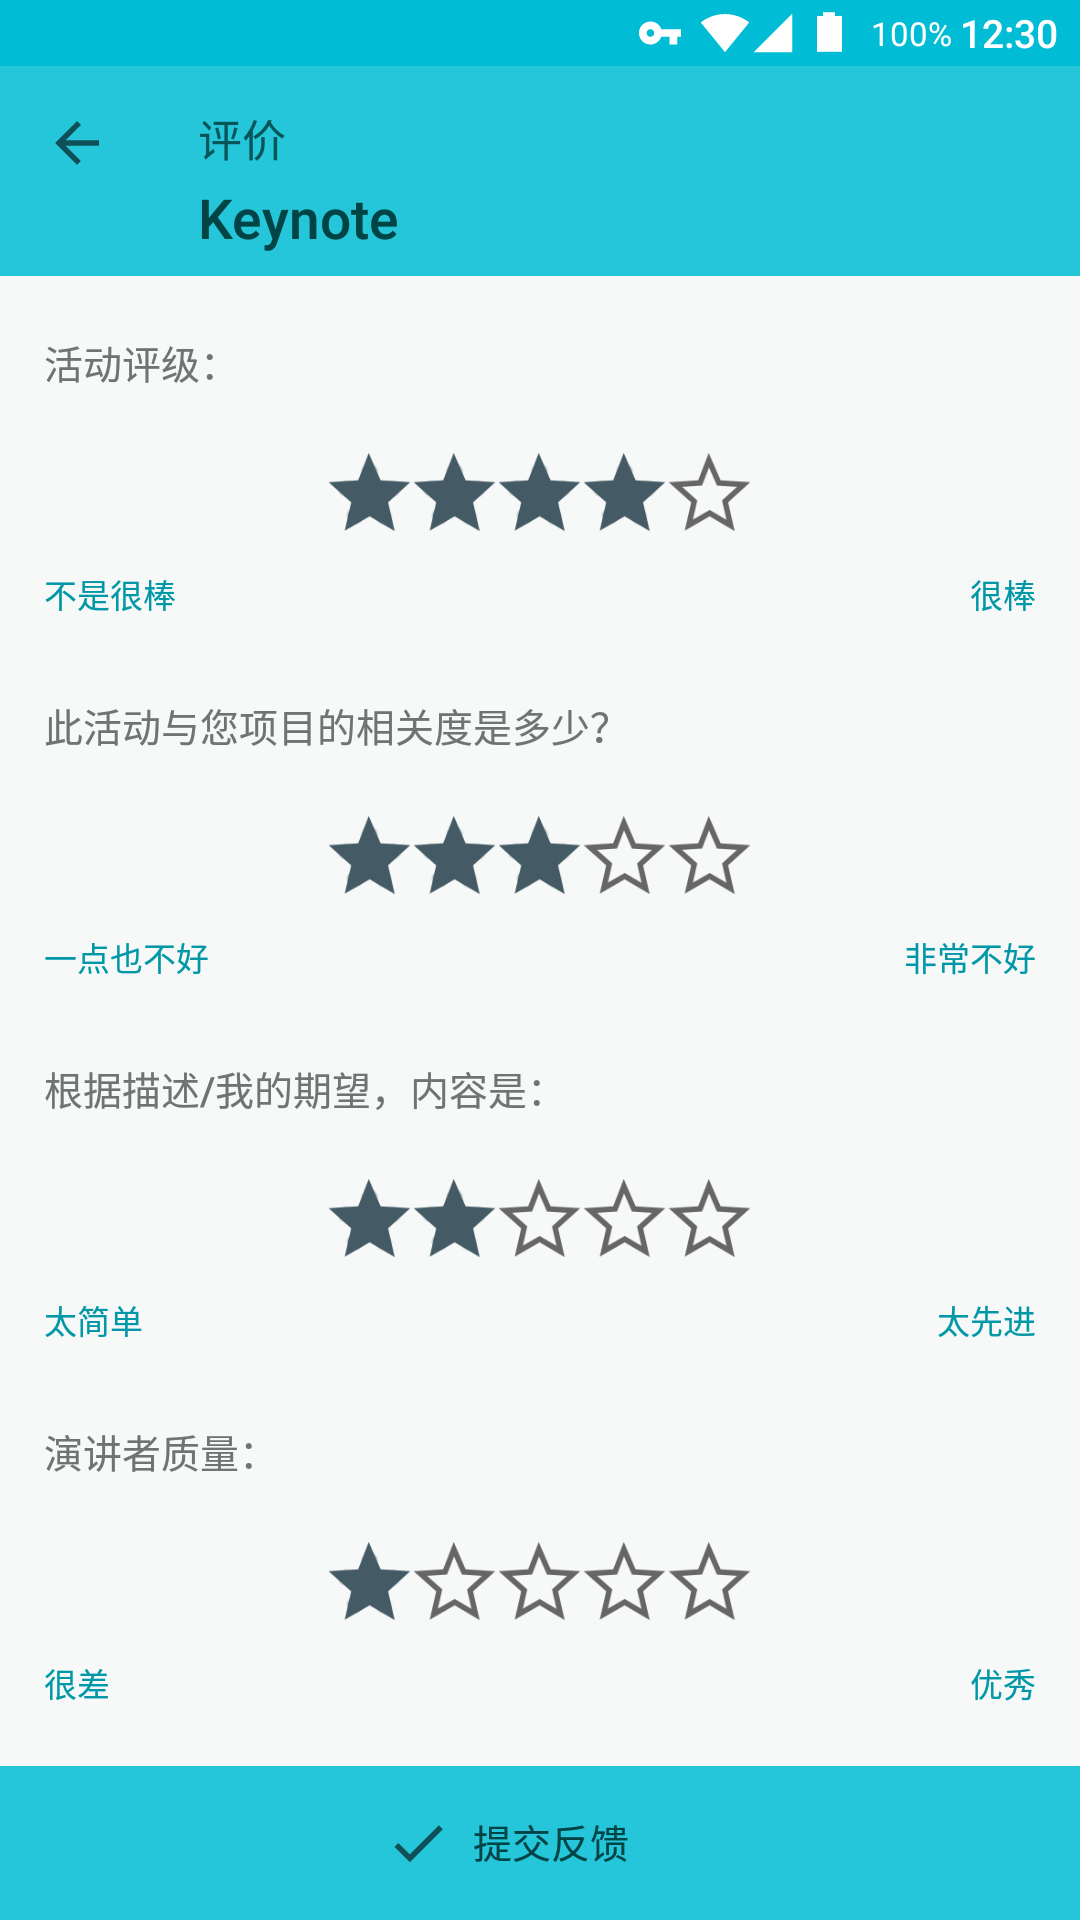 100% 12:30
评价
Keynote
活动评级：
不是很棒 很棒
此活动与您项目的相关度是多少？
一点也不好 非常不好
根据描述/我的期望，内容是：
太简单 太先进
演讲者质量：
很差 优秀
提交反馈